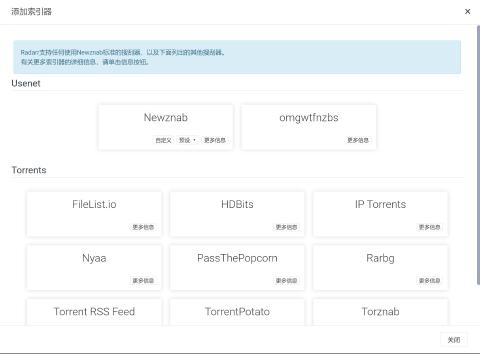 添加索引器
×
Radarr支持任何使用Newznab标准的搜刮器，以及下面列出的其他搜刮器。
有关更多索引器的详细信息，请单击信息按钮。
Usenet
Newznab
omgwtfnzbs
自定义 预设 更多信息
更多信息
Torrents
FileList.io
HDBits
IP Torrents
更多信息
更多信息
更多信息
Nyaa
PassThePopcorn
Rarbg
更多信息
更多信息
更多信息
Torrent RSS Feed
TorrentPotato
Torznab
关闭